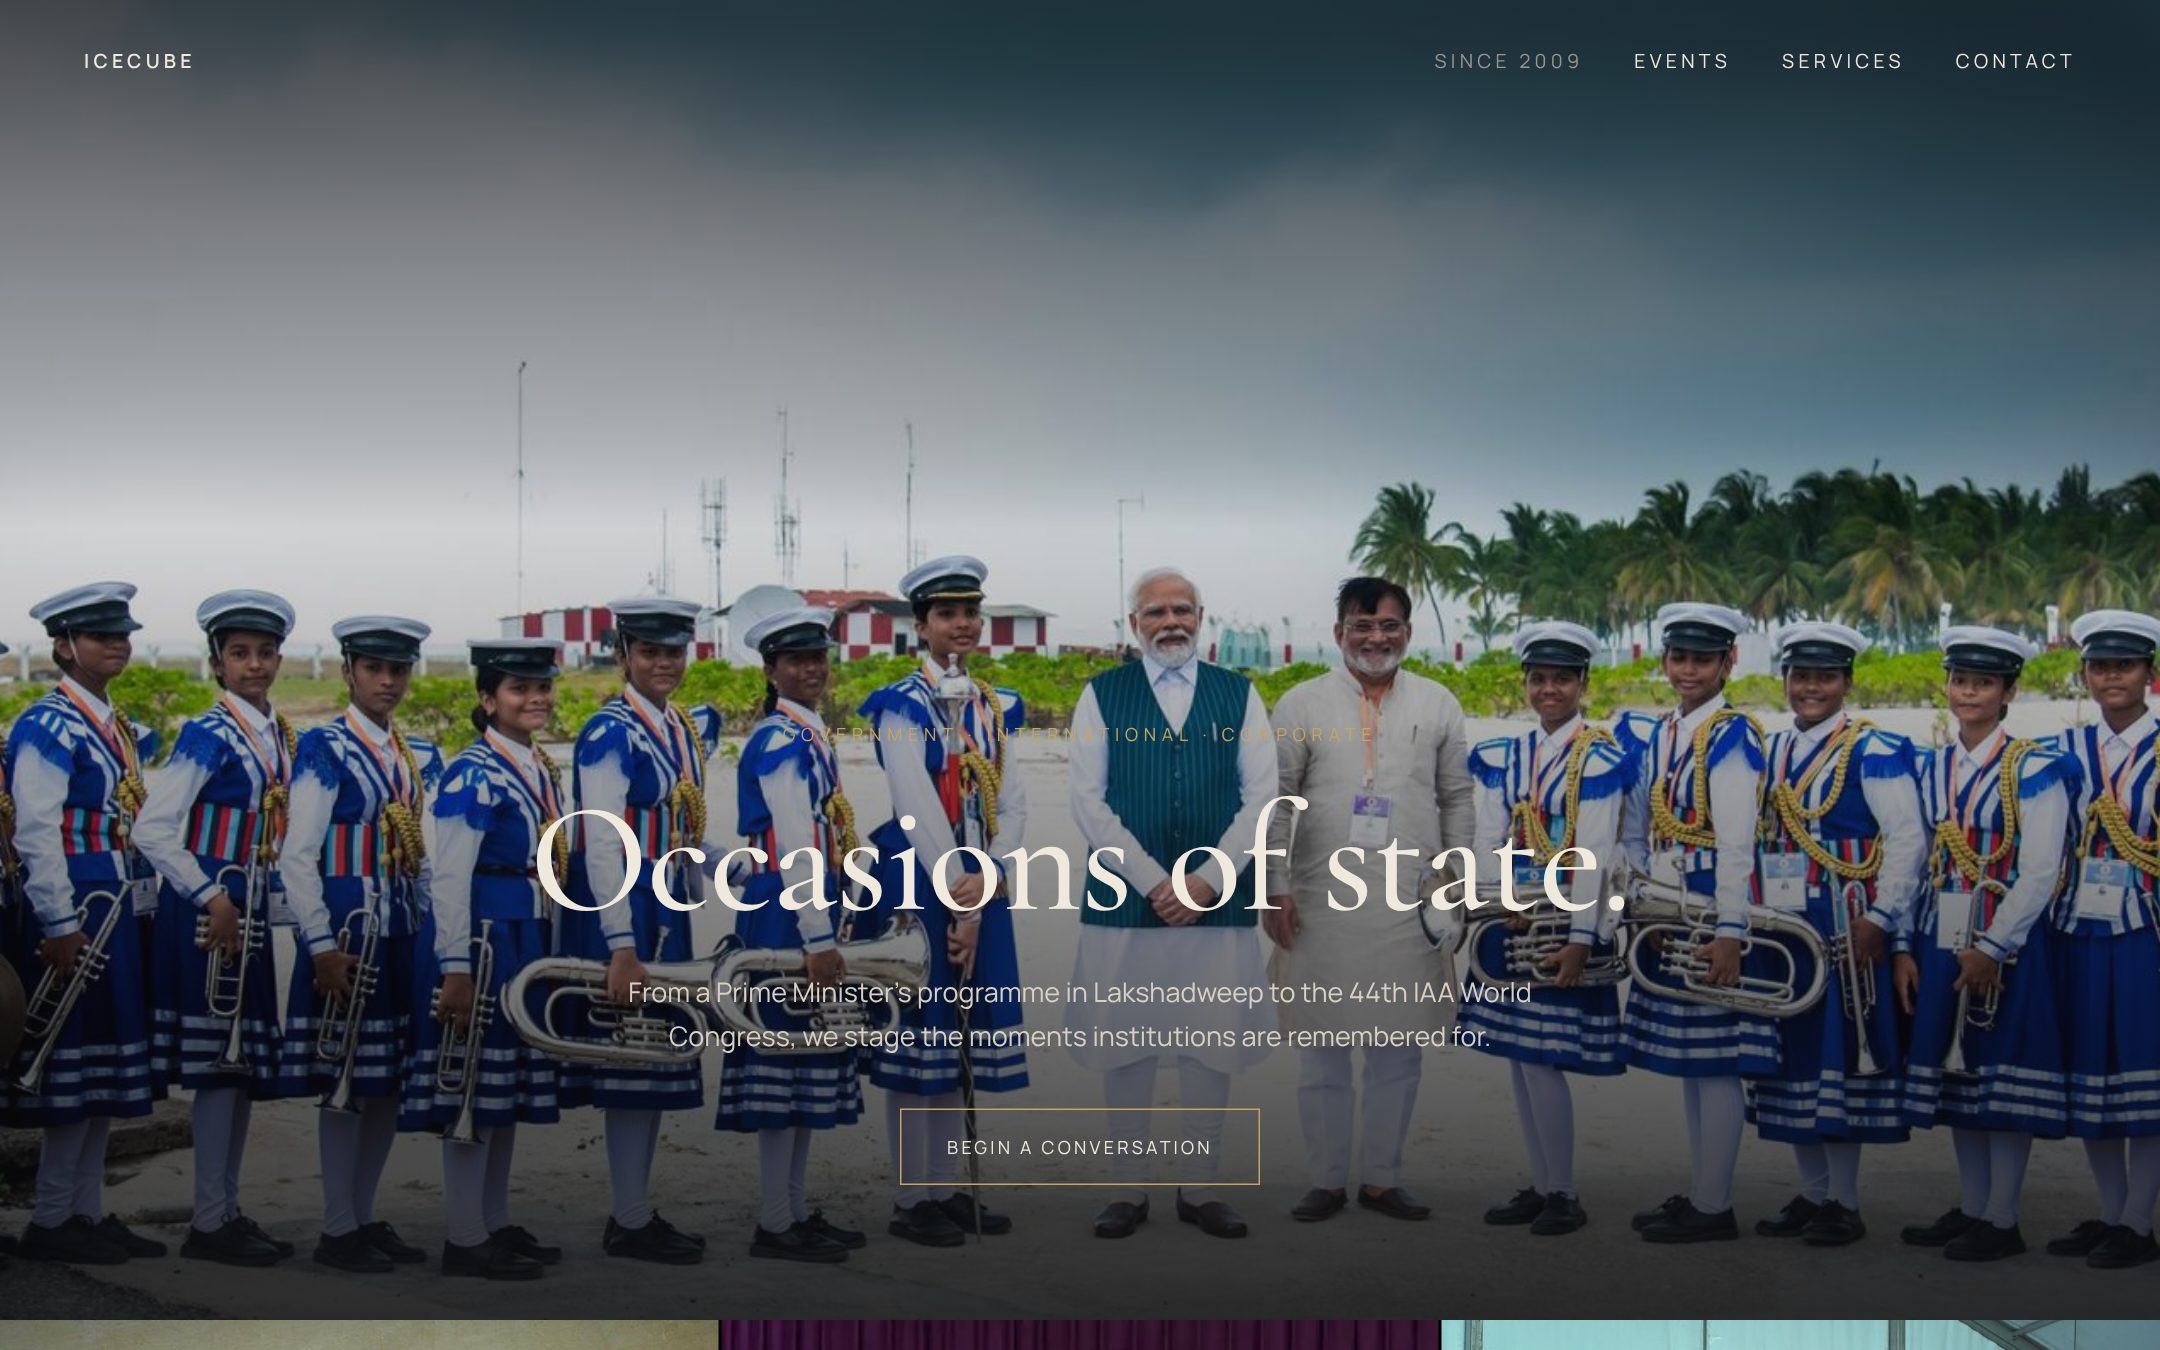 ICECUBE
SINCE 2009 EVENTS SERVICES CONTACT
GOVERNMENT · INTERNATIONAL · CORPORATE
Occasions of state.
From a Prime Minister’s programme in Lakshadweep to the 44th IAA World
Congress, we stage the moments institutions are remembered for.
BEGIN A CONVERSATION